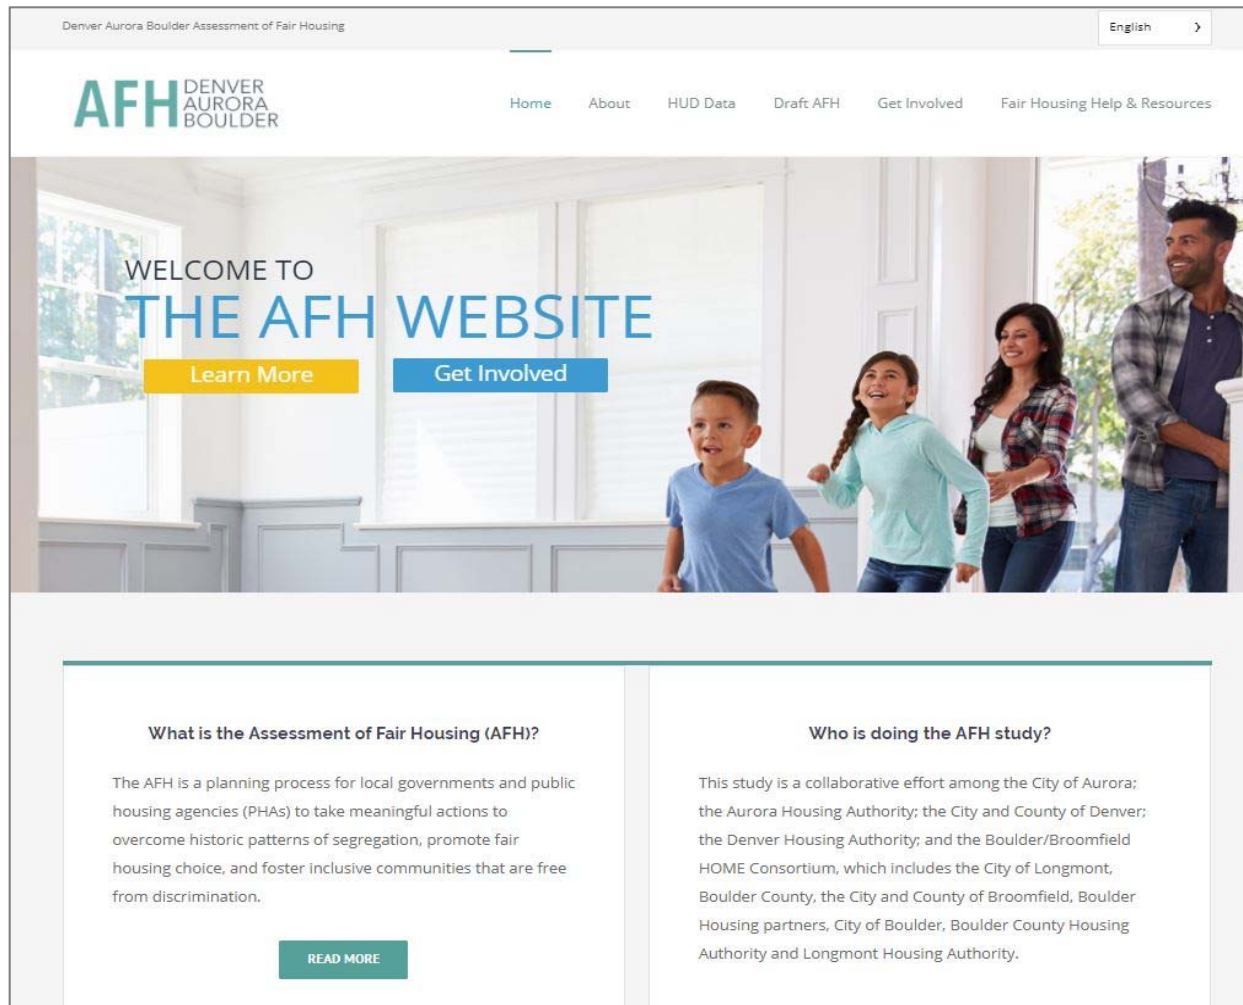 Denver Aurora Boulder Assessment of Fair Housing
English
AFH DENVER
AURORA
BOULDER
Home About HUD Data Draft AFH Get Involved Fair Housing Help & Resources
WELCOME TO
THE AFH WEBSITE
Learn More Get Involved
What is the Assessment of Fair Housing (AFH)?
The AFH is a planning process for local governments and public
housing agencies (PHAs) to take meaningful actions to
overcome historic patterns of segregation, promote fair
housing choice, and foster inclusive communities that are free
from discrimination.
READ MORE
Who is doing the AFH study?
This study is a collaborative effort among the City of Aurora;
the Aurora Housing Authority; the City and County of Denver;
the Denver Housing Authority; and the Boulder/Broomfield
HOME Consortium, which includes the City of Longmont,
Boulder County, the City and County of Broomfield, Boulder
Housing partners, City of Boulder, Boulder County Housing
Authority and Longmont Housing Authority.